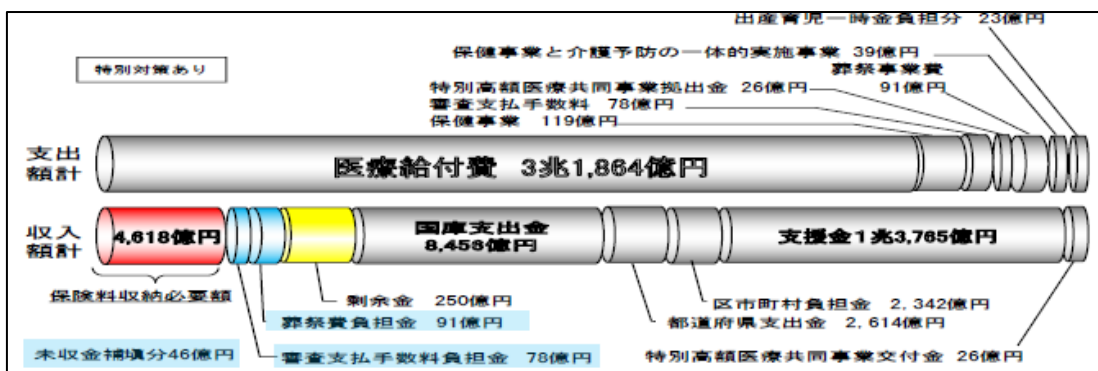 出産育児一時金負担分 23億円
保健事業と介護予防の一体的実施事業 39億円
特別対策あり
葬祭事業費
91億円
特別高額医療共同事業拠出金 26億円
審査支払手数料 78億円
保健事業 119億円
支出
額計
医療給付費 3兆1,864億円
収入
額計
4,618億円
国庫支出金
8,458億円
支援金1兆3,765億円
保険料収納必要額
剰余金 250億円
区市町村負担金 2,342億円
葬祭費負担金 91億円
都道府県支出金 2,614億円
未収金補填分46億円
審査支払手数料負担金 78億円
特別高額医療共同事業交付金 26億円